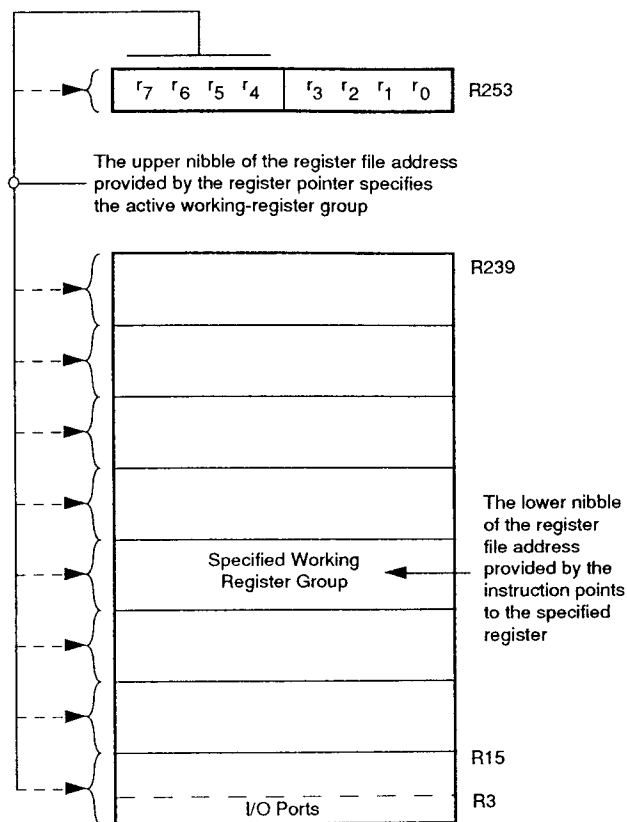 r7 r6 r5 r4 r3 r2 r1 r0 R253
The upper nibble of the register file address
provided by the register pointer specifies
the active working-register group
R239
Specified Working
Register Group
The lower nibble
of the register
file address
provided by the
instruction points
to the specified
register
R15
R3
I/O Ports